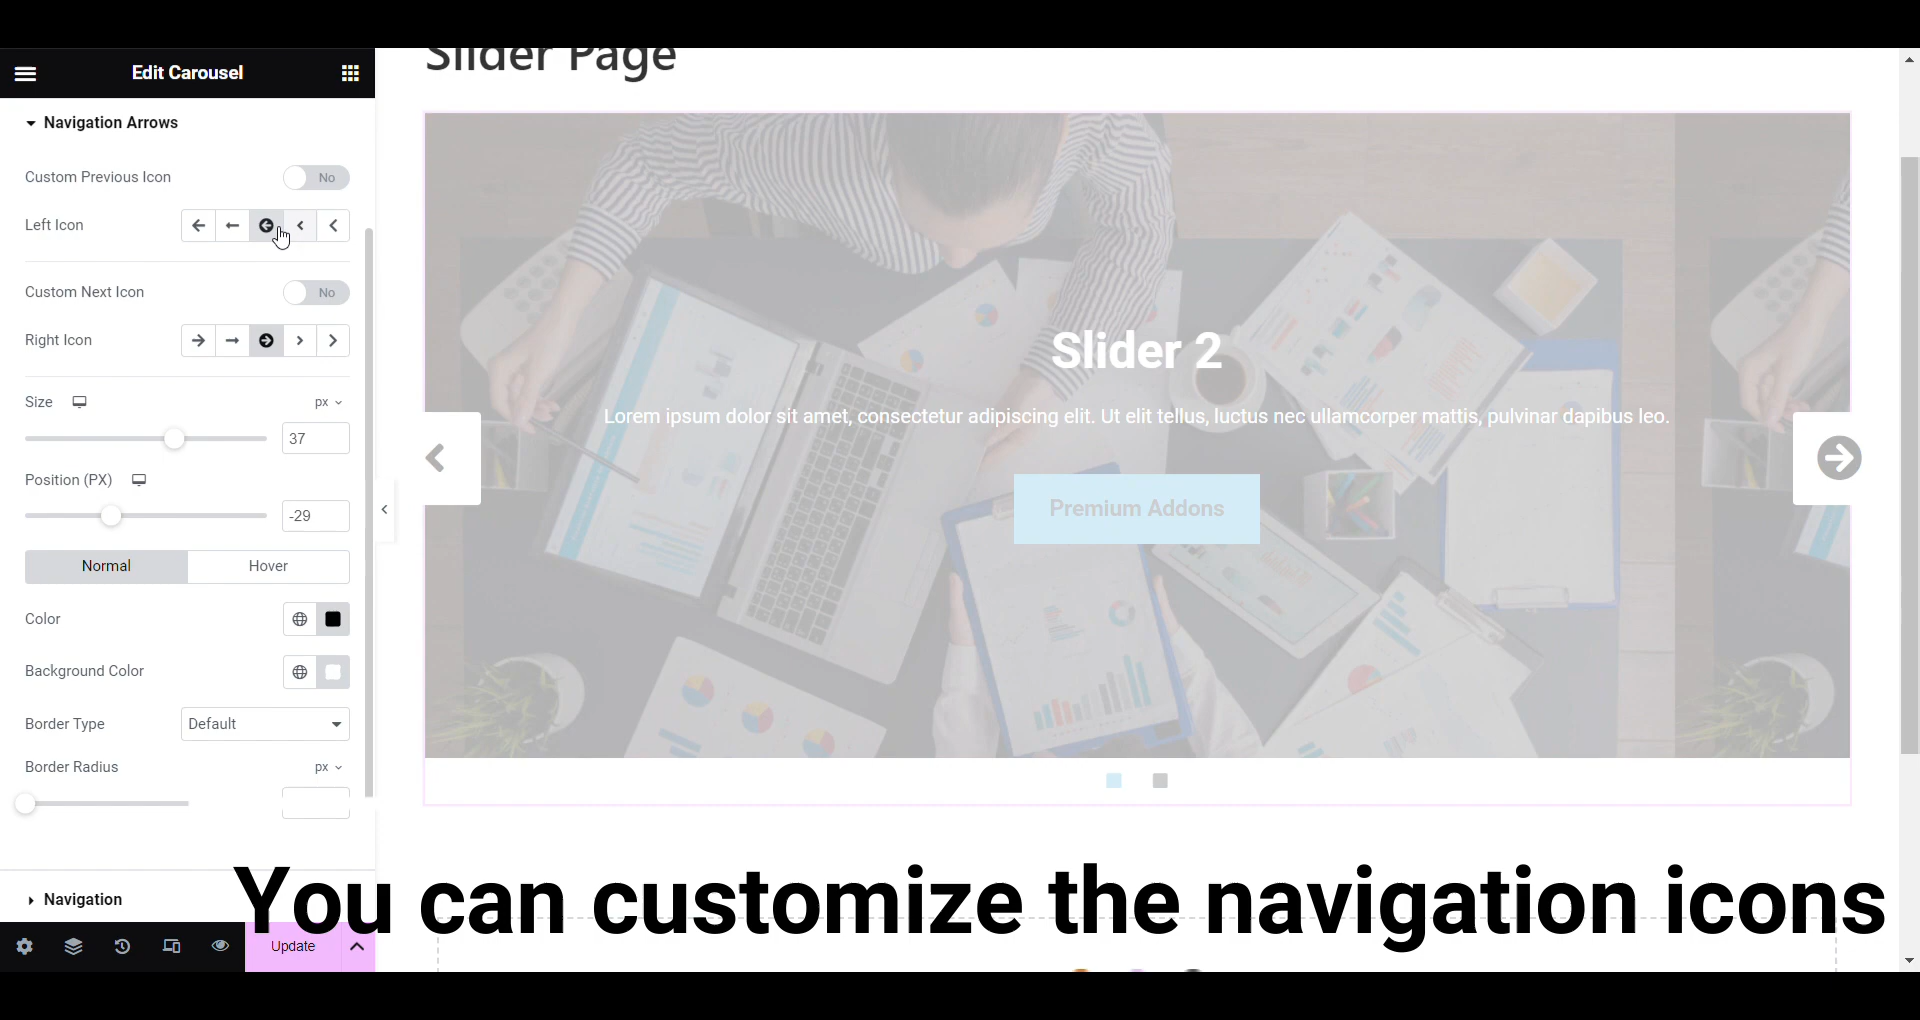 Edit Carousel
Slider Page
Navigation Arrows
Custom Previous Icon
No
Left Icon
Custom Next Icon
No
Right Icon
Size
px
37
Position (PX)
-29
Normal
Hover
Color
Background Color
Border Type
Default
Border Radius
px
Navigation
Update
Slider 2
Lorem ipsum dolor sit amet, consectetur adipiscing elit. Ut elit tellus, luctus nec ullamcorper mattis, pulvinar dapibus leo.
Premium Addons
You can customize the navigation icons